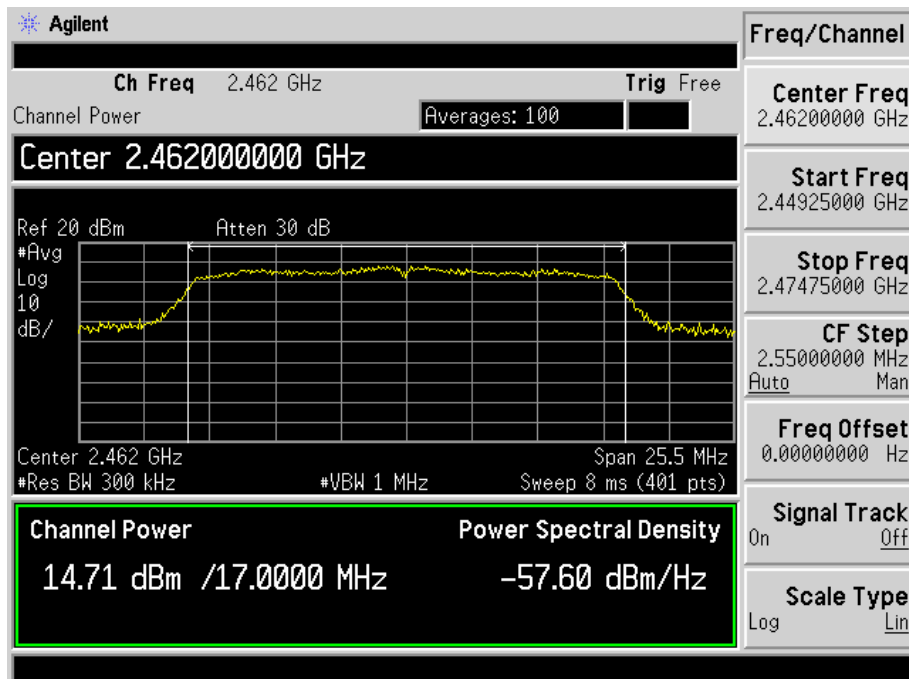 Agilent
Freq/Channel
Ch Freq 2.462 GHz Trig Free
Channel Power Averages: 100
Center 2.462000000 GHz
Ref 20 dBm Atten 30 dB
#Avg
Log
10
dB/
Center 2.462 GHz Span 25.5 MHz
#Res BW 300 kHz #VBW 1 MHz Sweep 8 ms (401 pts)
Channel Power Power Spectral Density
14.71 dBm /17.0000 MHz -57.60 dBm/Hz
Center Freq
2.46200000 GHz
Start Freq
2.44925000 GHz
Stop Freq
2.47475000 GHz
CF Step
2.55000000 MHz
Auto Man
Freq Offset
0.00000000 Hz
Signal Track
On Off
Scale Type
Log Lin